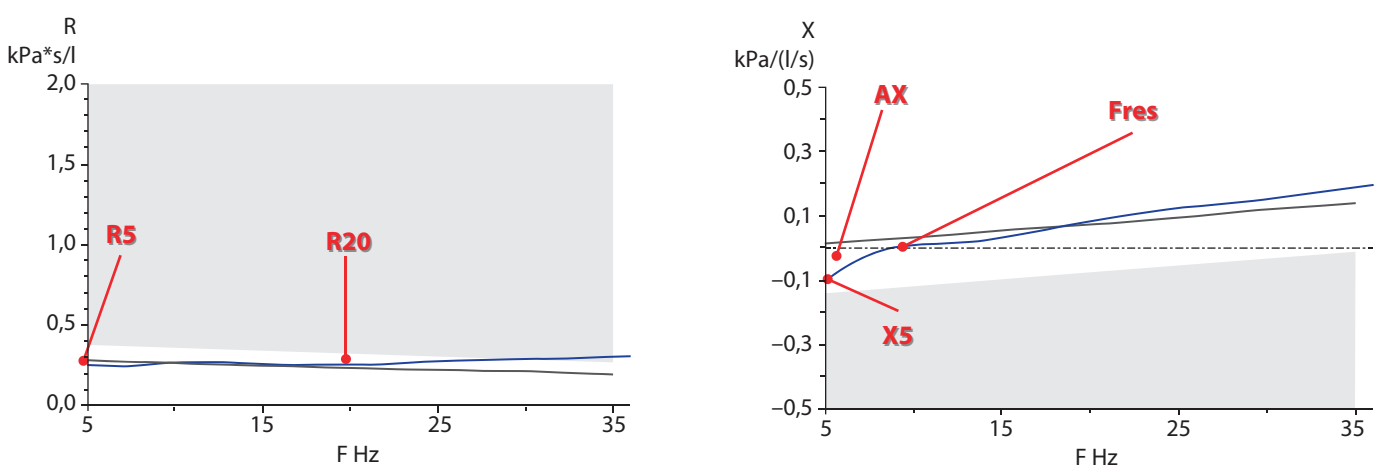 R
kPa*s/l
2,0
1,5
1,0
0,5
0,0
R5
R20
5 15 25 35
F Hz
X
kPa/(l/s)
0,5
0,3
0,1
–0,1
–0,3
–0,5
AX
Fres
X5
5 15 25 35
F Hz